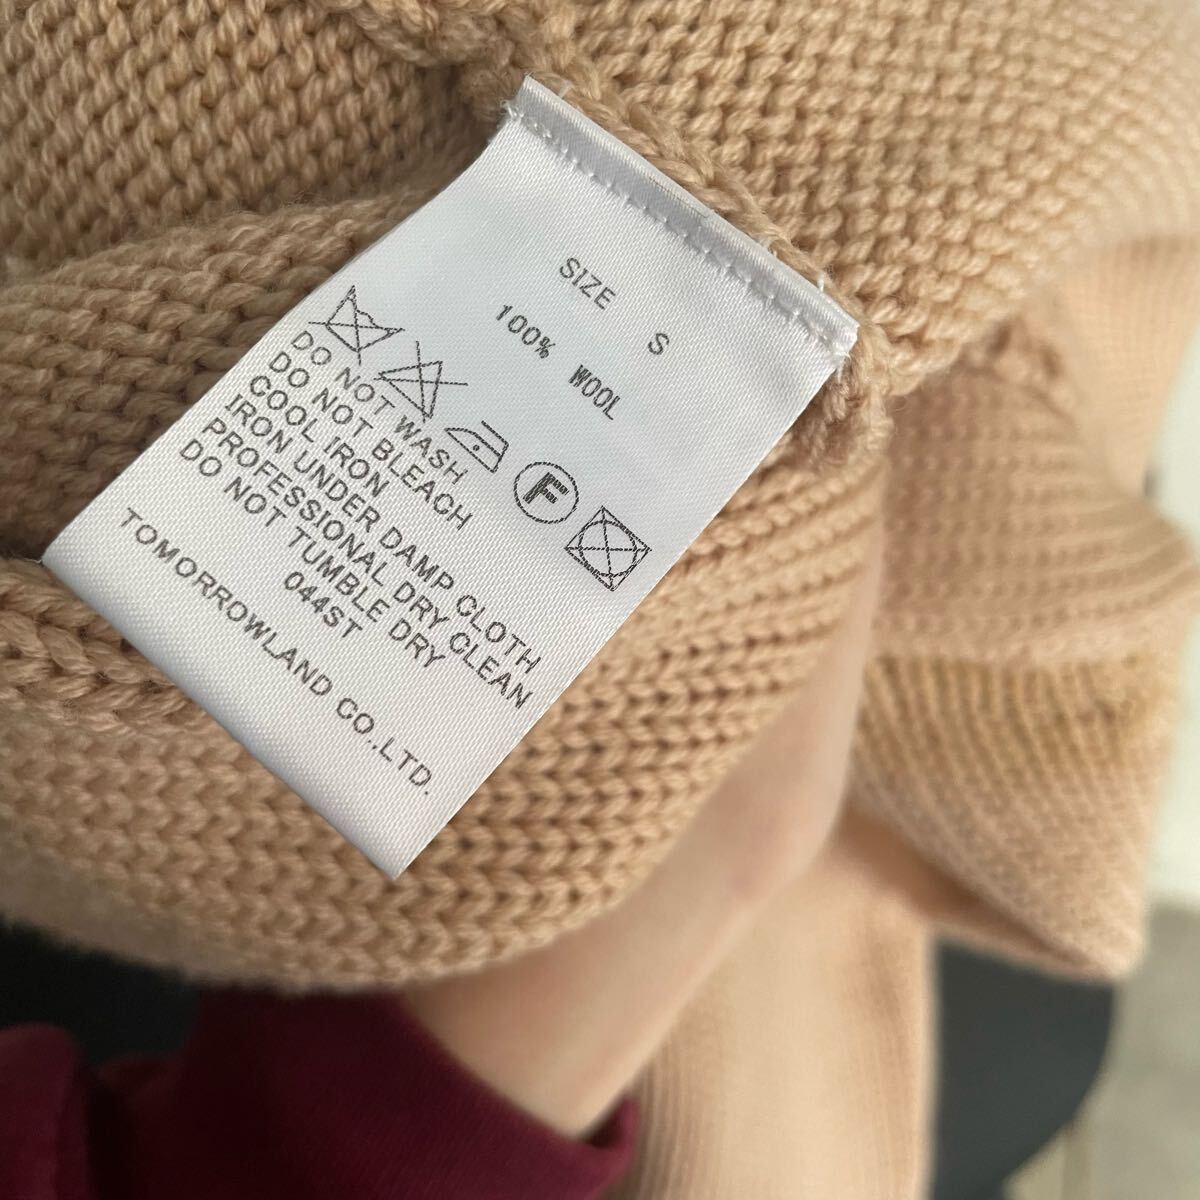 SIZE S
100% WOOL
F
DO NOT WASH
DO NOT BLEACH
COOL IRON
IRON UNDER DAMP CLOTH
PROFESSIONAL DRY CLEAN
DO NOT TUMBLE DRY
044ST
TOMORROWLAND CO.,LTD.